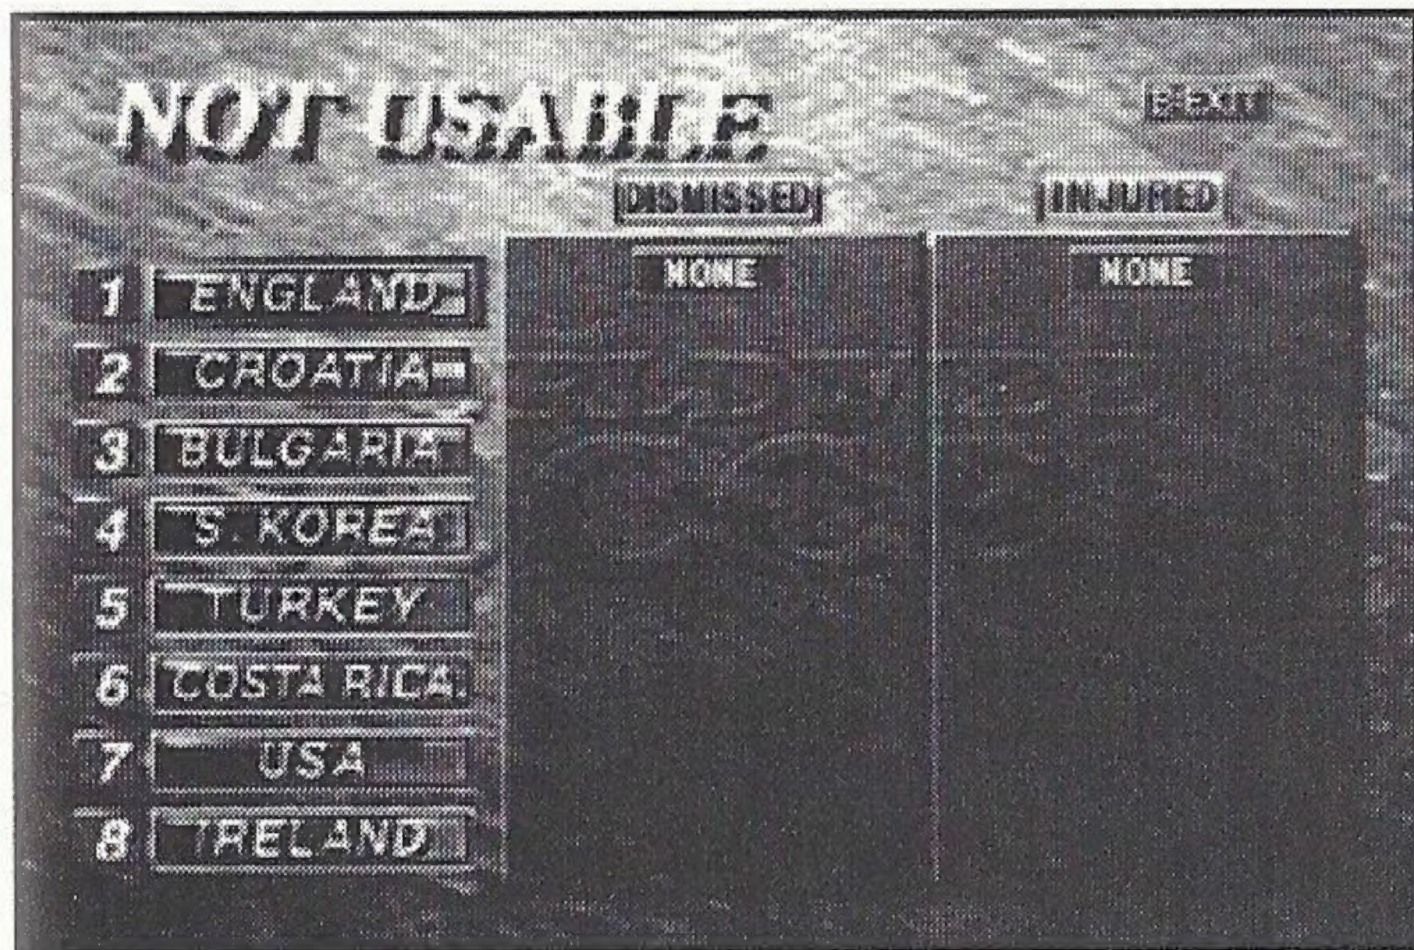 NOT USABLE
B:EXIT
DISMISSED INJURED
NONE NONE
1 ENGLAND
2 CROATIA
3 BULGARIA
4 S. KOREA
5 TURKEY
6 COSTA RICA
7 USA
8 IRELAND